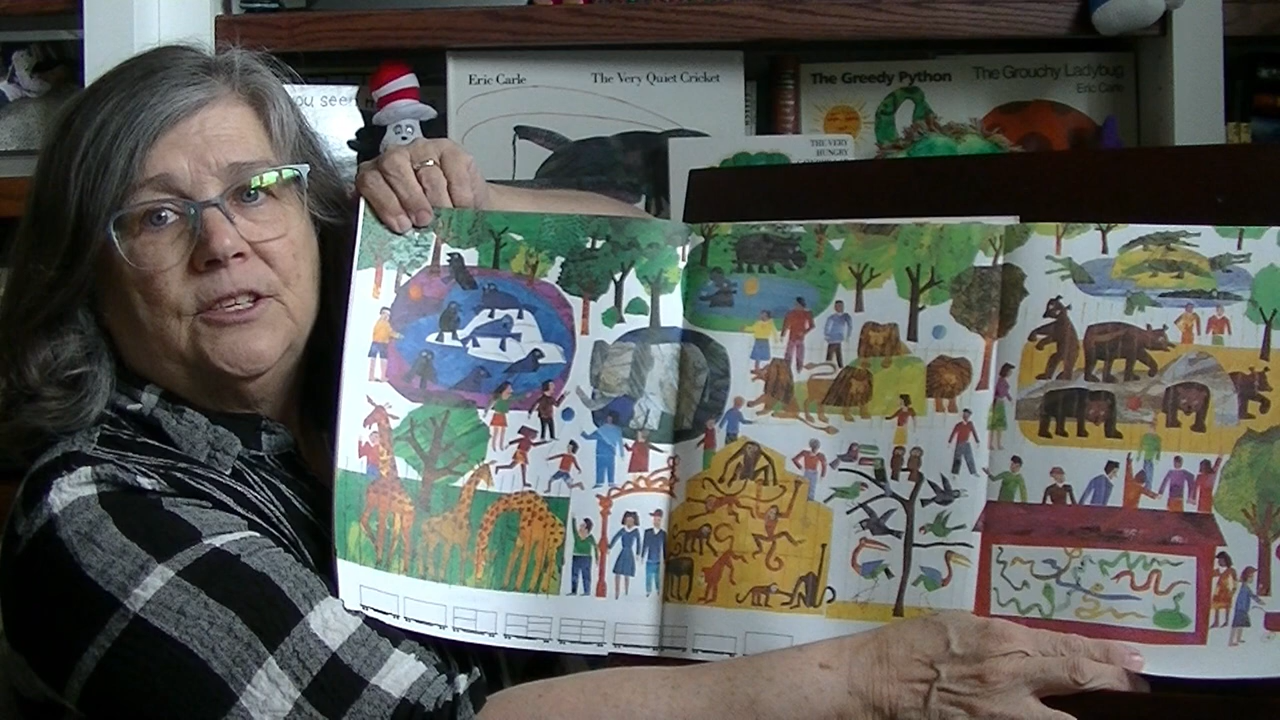 you see
Eric Carle
The Very Quiet Cricket
The Greedy Python
The Grouchy Ladybug
Eric Carle
THE VERY
HUNGRY